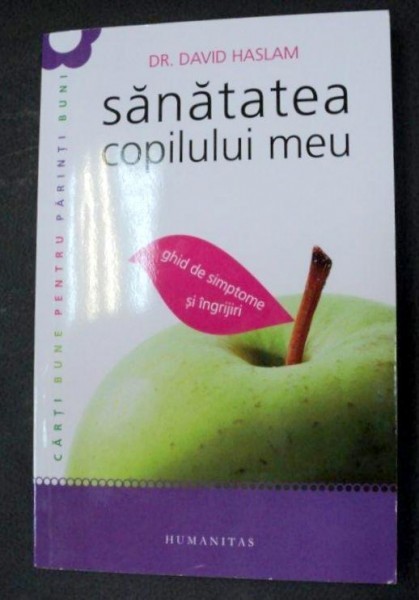 DR. DAVID HASLAM
sănătatea
copilului meu
ghid de simptome
și îngrijiri
CĂRȚI BUNE PENTRU PĂRINȚI BUNI
HUMANITAS